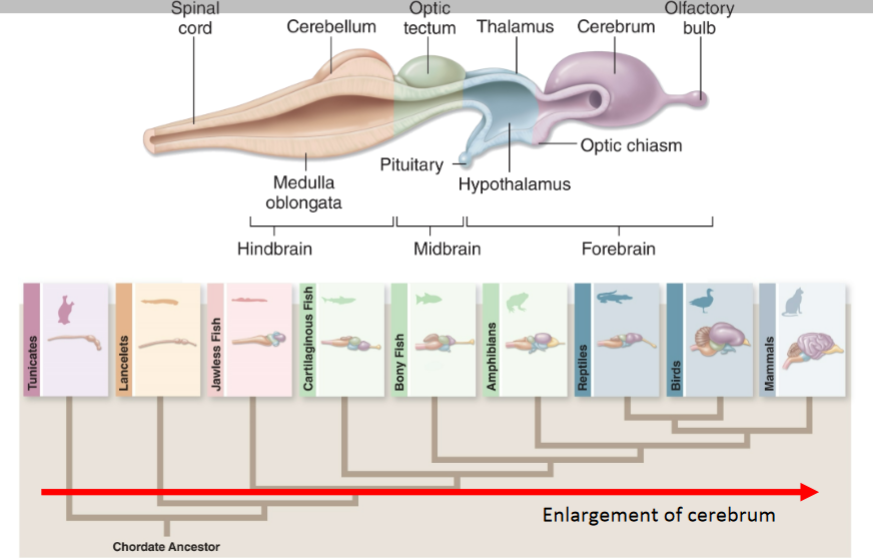 Spinal
cord
Cerebellum
Optic
tectum
Thalamus
Cerebrum
Olfactory
bulb
Optic chiasm
Pituitary
Hypothalamus
Medulla
oblongata
Hindbrain
Midbrain
Forebrain
Tunicates
Lancelets
Jawless Fish
Cartilaginous Fish
Bony Fish
Amphibians
Reptiles
Birds
Mammals
Enlargement of cerebrum
Chordate Ancestor